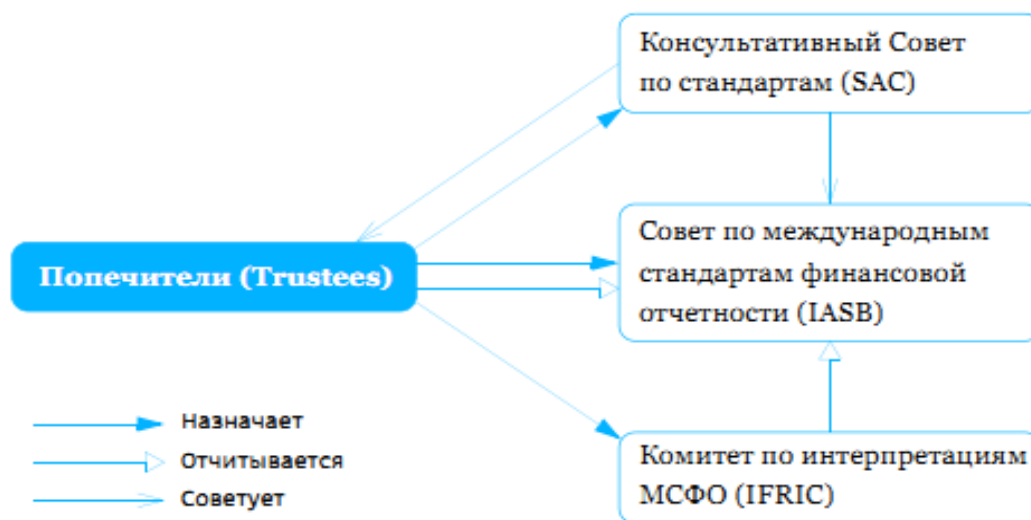 Консультативный Совет
по стандартам (SAC)
Попечители (Trustees)
Совет по международным
стандартам финансовой
отчетности (IASB)
Комитет по интерпретациям
МСФО (IFRIC)
Назначает
Отчитывается
Советует